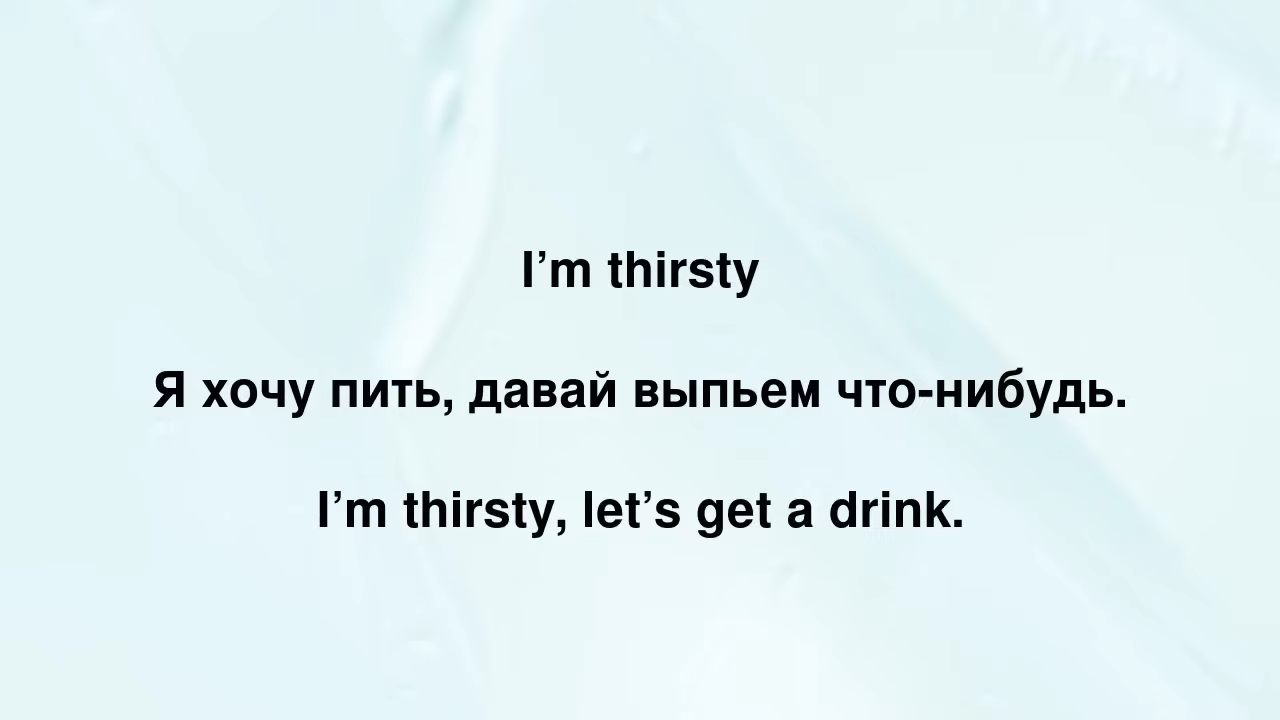 I’m thirsty
Я хочу пить, давай выпьем что-нибудь.
I’m thirsty, let’s get a drink.